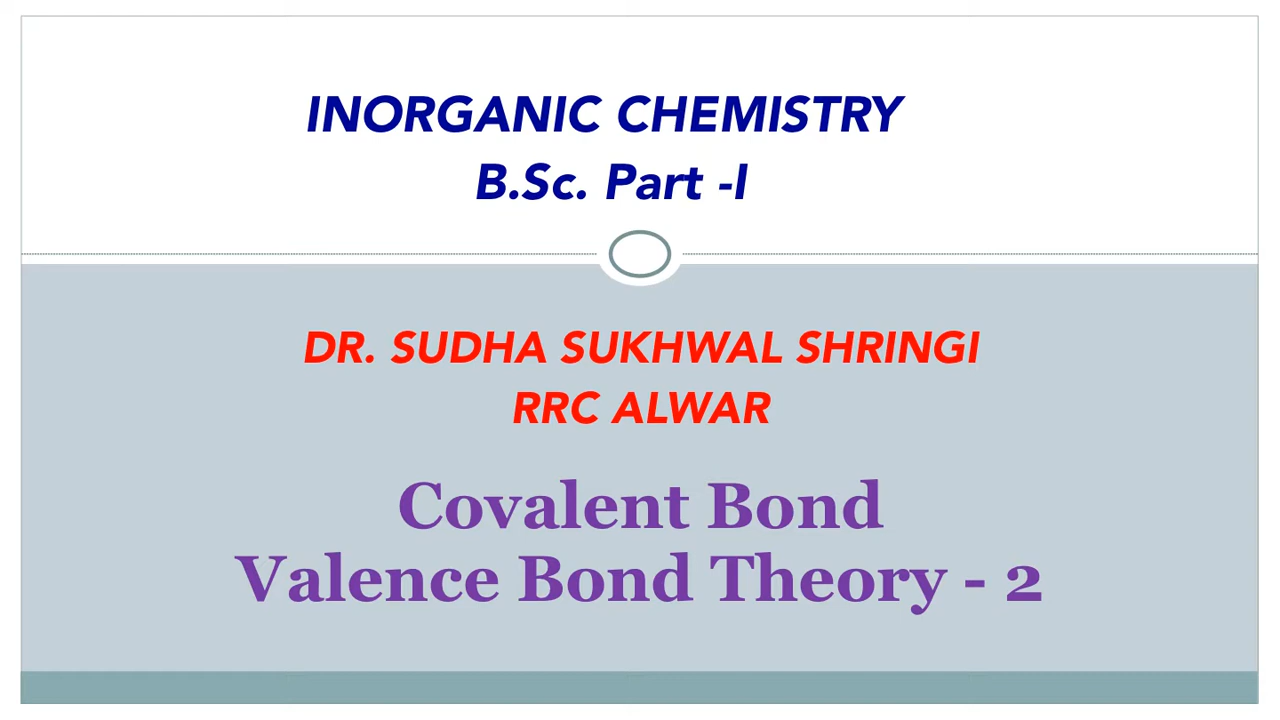 INORGANIC CHEMISTRY
B.Sc. Part -I
DR. SUDHA SUKHWAL SHRINGI
RRC ALWAR
Covalent Bond
Valence Bond Theory - 2